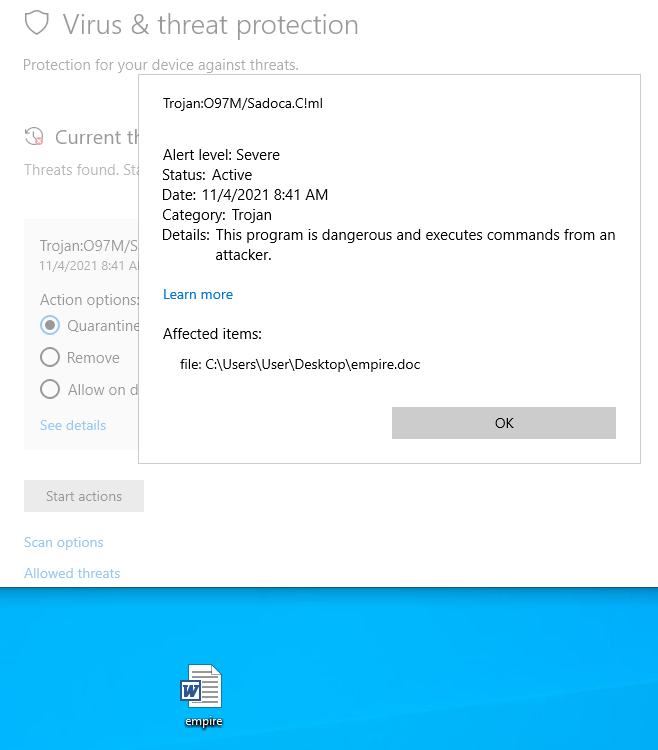 Virus & threat protection
Protection for your device against threats.
Trojan:O97M/Sadoca.C!ml
Current th
Threats found. Sta
Alert level: Severe
Status: Active
Date: 11/4/2021 8:41 AM
Category: Trojan
Details: This program is dangerous and executes commands from an
attacker.
Learn more
Affected items:
file: C:\Users\User\Desktop\empire.doc
OK
Trojan:O97M/S
11/4/2021 8:41 A
Action options:
Quarantine
Remove
Allow on d
See details
Start actions
Scan options
Allowed threats
W
empire